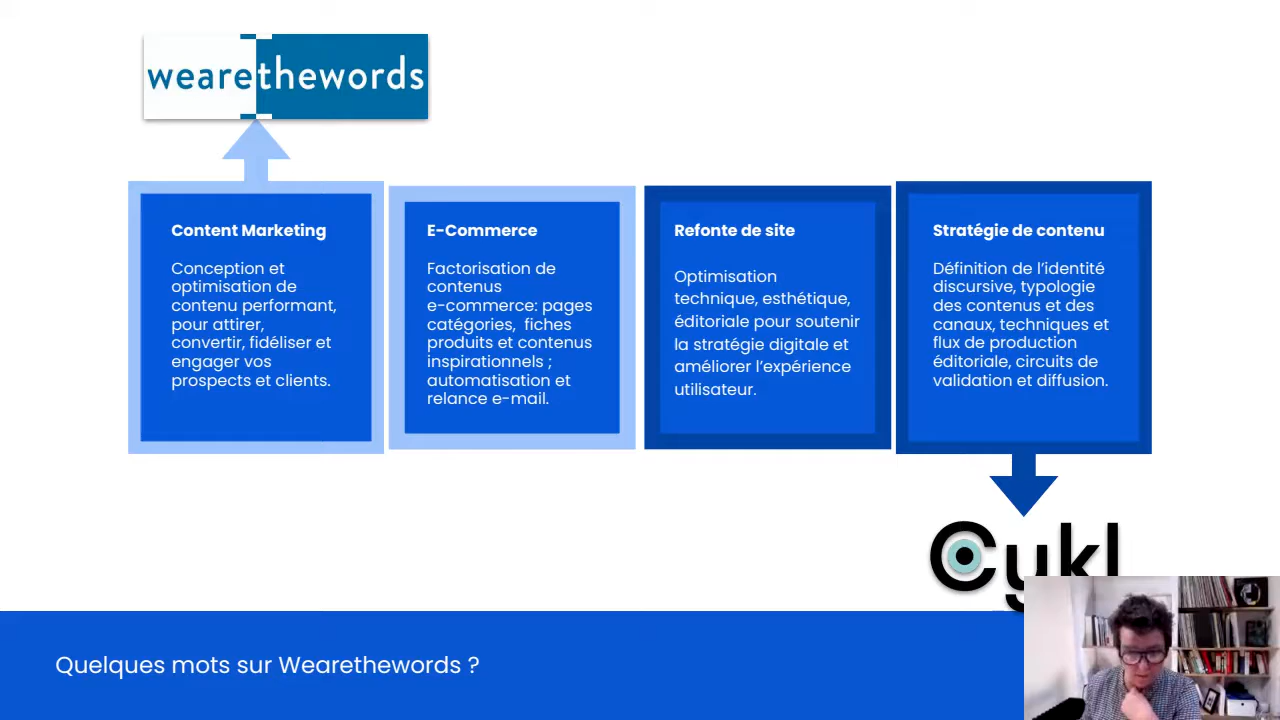 wearethewords
Content Marketing
Conception et
optimisation de
contenu performant,
pour attirer,
convertir, fidéliser et
engager vos
prospects et clients.
E-Commerce
Factorisation de
contenus
e-commerce: pages
catégories, fiches
produits et contenus
inspirationnels ;
automatisation et
relance e-mail.
Refonte de site
Optimisation
technique, esthétique,
éditoriale pour soutenir
la stratégie digitale et
améliorer l’expérience
utilisateur.
Stratégie de contenu
Définition de l’identité
discursive, typologie
des contenus et des
canaux, techniques et
flux de production
éditoriale, circuits de
validation et diffusion.
Cykl
Quelques mots sur Wearethewords ?